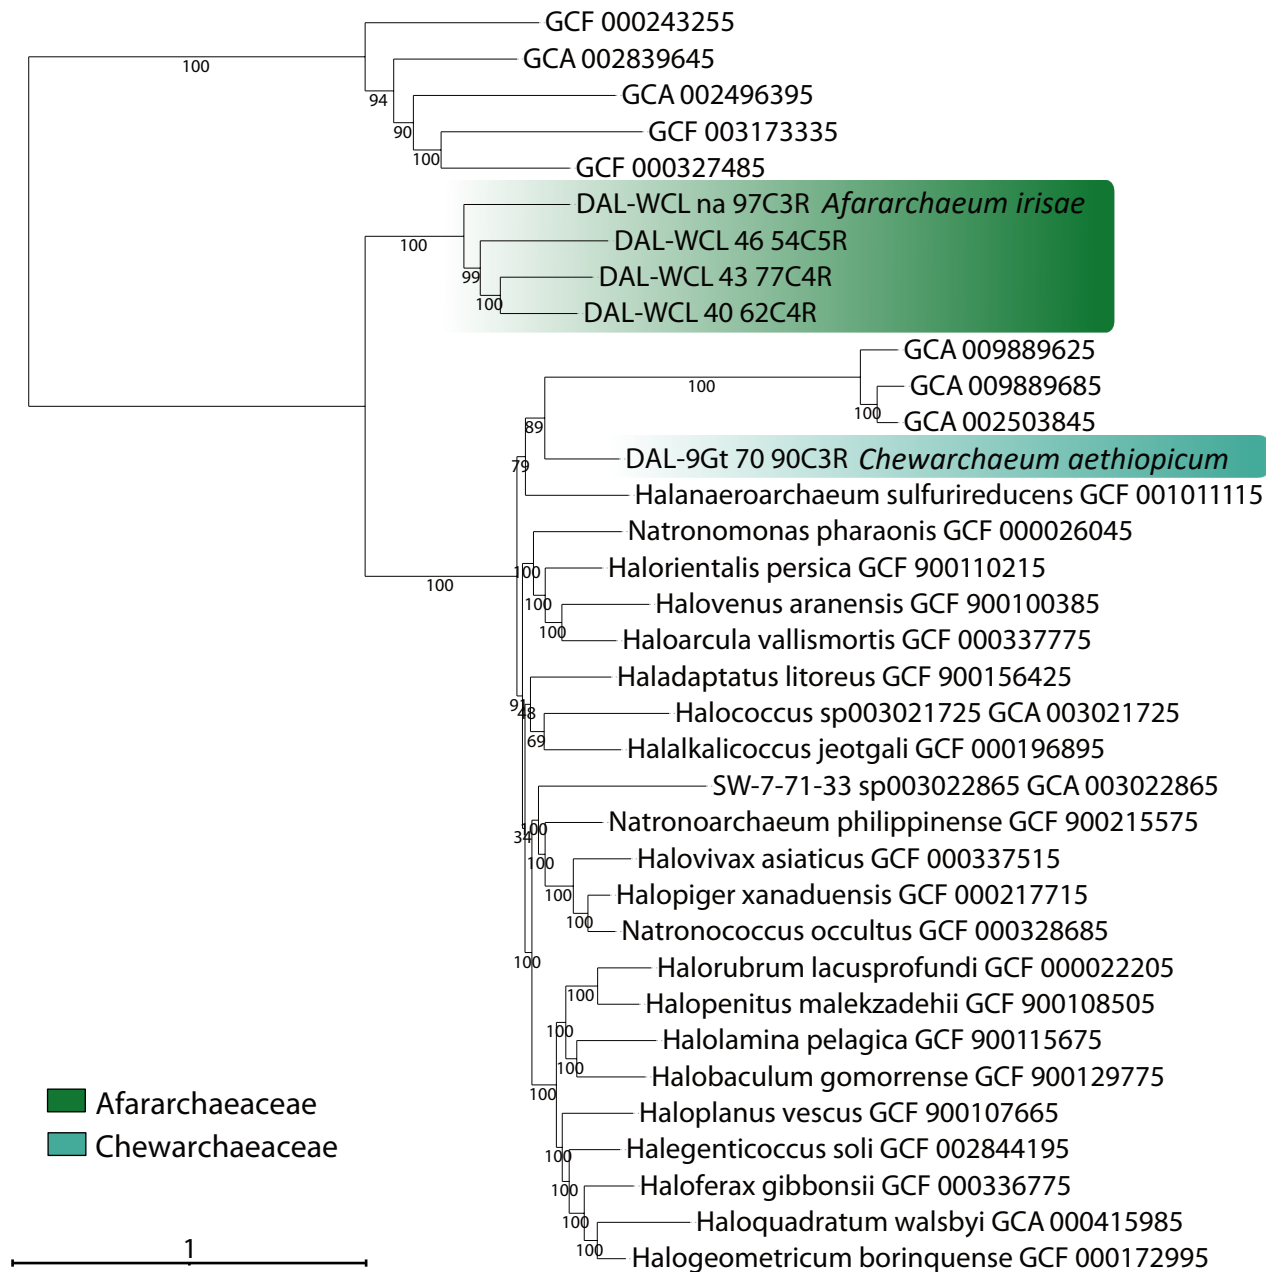 GCF 000243255
100
GCA 002839645
94
GCA 002496395
90
GCF 003173335
100
GCF 000327485
DAL-WCL na 97C3R Afararchaeum irisae
100
DAL-WCL 46 54C5R
99
DAL-WCL 43 77C4R
100
DAL-WCL 40 62C4R
GCA 009889625
100
GCA 009889685
100
GCA 002503845
89
DAL-9Gt 70 90C3R Chewarchaeum aethiopicum
79
Halanaeroarchaeum sulfurireducens GCF 001011115
Natronomonas pharaonis GCF 000026045
100
Halorientalis persica GCF 900110215
100
100
Halovenus aranensis GCF 900100385
100
Haloarcula vallismortis GCF 000337775
Haladaptatus litoreus GCF 900156425
91
48
Halococcus sp003021725 GCA 003021725
69
Halalkalicoccus jeotgali GCF 000196895
SW-7-71-33 sp003022865 GCA 003022865
Natronoarchaeum philippinense GCF 900215575
100
34
Halovivax asiaticus GCF 000337515
100
Halopiger xanaduensis GCF 000217715
100
100
Natronococcus occultus GCF 000328685
100
Halorubrum lacusprofundi GCF 000022205
100
Halopenitus malekzadehii GCF 900108505
100
Halolamina pelagica GCF 900115675
100
Halobaculum gomorrense GCF 900129775
100
Afararchaeaceae
Haloplanus vescus GCF 900107665
Chewarchaeaceae
Halegenticoccus soli GCF 002844195
100
Haloferax gibbonsii GCF 000336775
100
Haloquadratum walsbyi GCA 000415985
100
100
Halogeometricum borinquense GCF 000172995
1